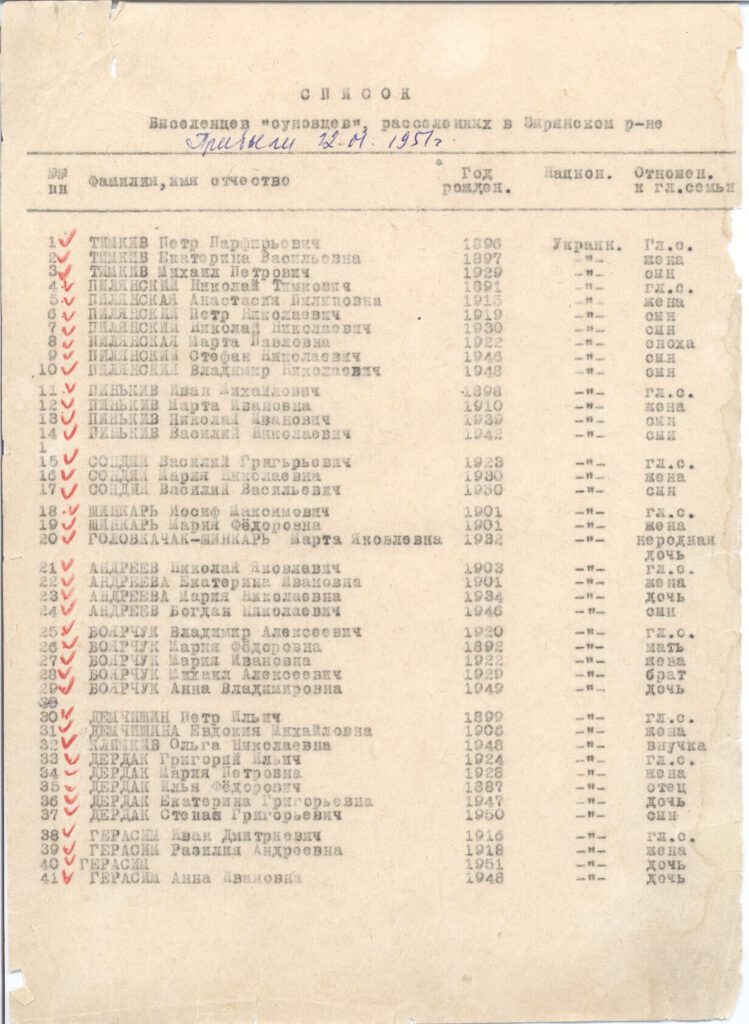 СПИСОК
Выселенцев "оуновцев", расселенных в Зырянском р-не
Прибыли 12-01. 1951 г.
№№ пп Фамилия,имя отчество Год рожден. Национ. Отношен. к гл.семьи
1 ТИМКИВ Петр Парфирьевич 1896 Украин. Гл.с.
2 ТИМКИВ Екатерина Васильевна 1897 -"- жена
3 ТИМКИВ Михаил Петрович 1929 -"- сын
4 ПИЛЯНСКИЙ Николай Тимкович 1891 -"- гл.с.
5 ПИЛЯНСКАЯ Анастасия Пилиповна 1915 -"- жена
6 ПИЛЯНСКИЙ Петр Николаевич 1919 -"- сын
7 ПИЛЯНСКИЙ Николай Николаевич 1930 -"- сын
8 ПИЛЯНСКАЯ Марта Павловна 1922 -"- сноха
9 ПИЛЯНСКИЙ Стефан Николаевич 1946 -"- сын
10 ПИЛЯНСКИЙ Владимир Николаевич 1948 -"- сын
11 ПИНЬКИВ Иван Михайлович 1898 -"- гл.с.
12 ПИНЬКИВ Марта Ивановна 1910 -"- жена
13 ПИНЬКИВ Николай Иванович 1939 -"- сын
14 ПИНЬКИВ Василий Николаевич 1942 -"- сын
1
15 СОНДИЙ Василий Григрьевич 1923 -"- гл.с.
16 СОНДИЙ Мария Николаевна 1930 -"- жена
17 СОНДИЙ Василий Васильевич 1950 -"- сын
18 ШИНКАРЬ Иосиф Максимович 1901 -"- гл.с.
19 ШИНКАРЬ Мария Фёдоровна 1901 -"- жена
20 ГОЛОВКАЧАК-ШИНКАРЬ Марта Яковлевна 1932 -"- неродная
дочь
21 АНДРЕЕВ Николай Яковлавич 1903 -"- гл.с.
22 АНДРЕЕВА Екатерина Ивановна 1901 -"- жена
23 АНДРЕЕВА Мария Николаевна 1934 -"- дочь
24 АНДРЕЕВ Богдан Николаевич 1946 -"- сын
25 БОЯРЧУК Владимир Алексеевич 1920 -"- гл.с.
26 БОЯРЧУК Мария Фёдоровна 1892 -"- мать
27 БОЯРЧУК Мария Ивановна 1922 -"- жена
28 БОЯРЧУК Михаил Алексеевич 1929 -"- брат
29 БОЯРЧУК Анна Владимировна 1949 -"- дочь
30 ДЕМЧИШИН Петр Ильич 1899 -"- гл.с.
31 ДЕМЧИШИНА Евдокия Михайловна 1906 -"- жена
32 КЛИМКИВ Ольга Николаевна 1948 -"- внучка
33 ДЕРДАК Григорий Ильич 1924 -"- гл.с.
34 ДЕРДАК Мария Петровна 1928 -"- жена
35 ДЕРДАК Илья Фёдорович 1887 -"- отец
36 ДЕРДАК Екатерина Григорьевна 1947 -"- дочь
37 ДЕРДАК Степан Григорьевич 1950 -"- сын
38 ГЕРАСИМ Иван Дмитриевич 1916 -"- гл.с.
39 ГЕРАСИМ Разилия Андреевна 1918 -"- жена
40 ГЕРАСИМ 1951 -"- дочь
41 ГЕРАСИМ Анна Ивановна 1948 -"- дочь